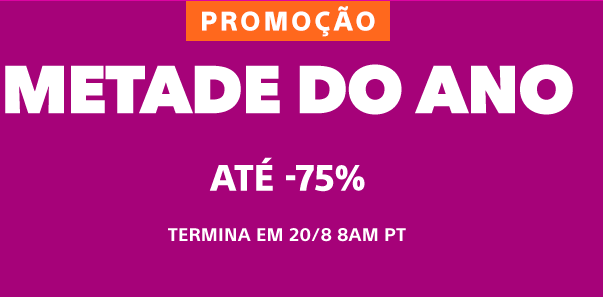 PROMOÇÃO
METADE DO ANO
ATÉ -75%
TERMINA EM 20/8 8AM PT